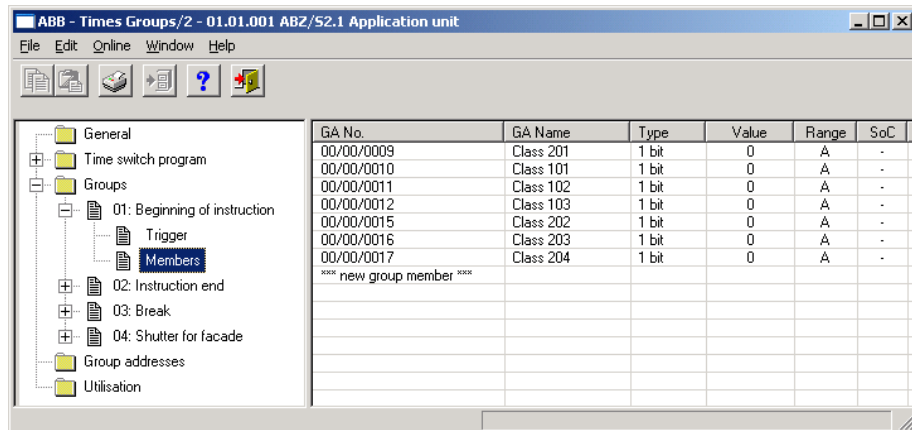 ABB - Times Groups/2 - 01.01.001 ABZ/S2.1 Application unit
File Edit Online Window Help
General
Time switch program
Groups
01: Beginning of instruction
Trigger
Members
02: Instruction end
03: Break
04: Shutter for facade
Group addresses
Utilisation
GA No. GA Name Type Value Range SoC
00/00/0009 Class 201 1 bit 0 A -
00/00/0010 Class 101 1 bit 0 A -
00/00/0011 Class 102 1 bit 0 A -
00/00/0012 Class 103 1 bit 0 A -
00/00/0015 Class 202 1 bit 0 A -
00/00/0016 Class 203 1 bit 0 A -
00/00/0017 Class 204 1 bit 0 A -
*** new group member ***